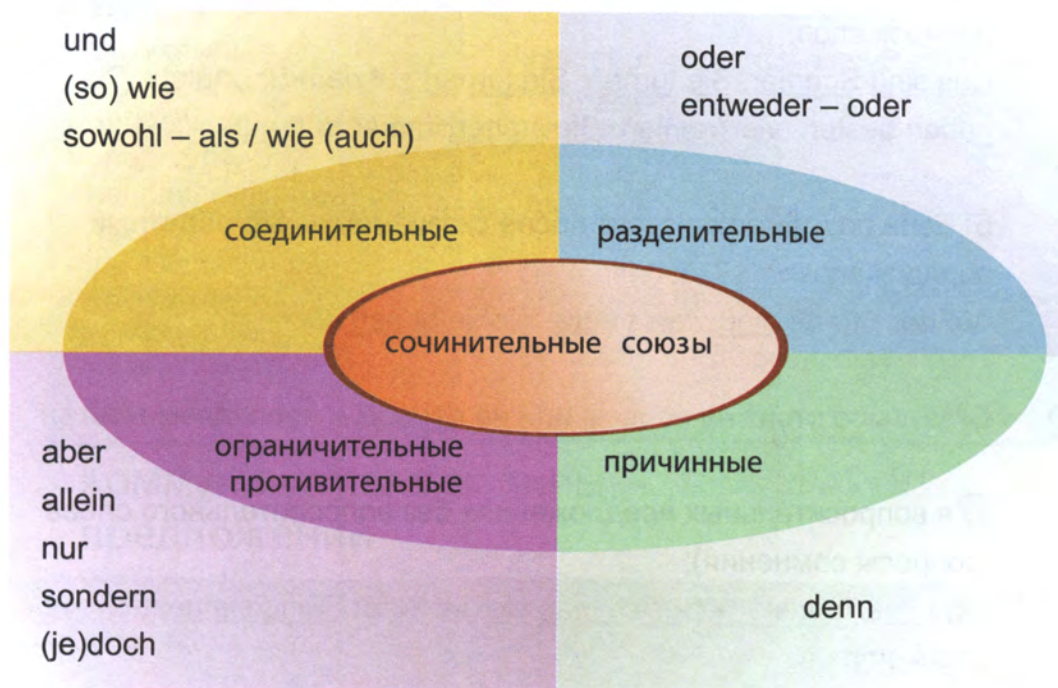 und
(so) wie
sowohl – als / wie (auch)
oder
entweder – oder
соединительные
разделительные
сочинительные союзы
ограничительные
противительные
причинные
aber
allein
nur
sondern
(je)doch
denn